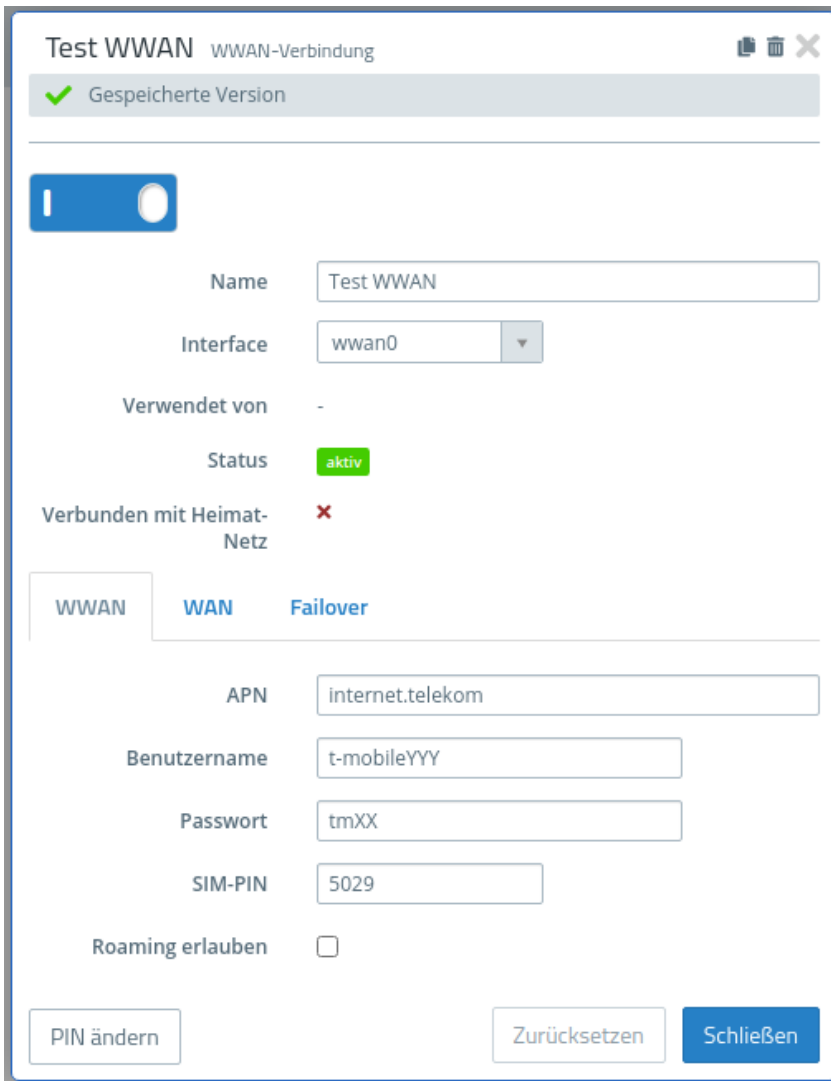 Test WWAN WWAN-Verbindung
Gespeicherte Version
Name Test WWAN
Interface wwan0
Verwendet von -
Status aktiv
Verbunden mit Heimat-
Netz
WWAN WAN Failover
APN internet.telekom
Benutzername t-mobileYYY
Passwort tmXX
SIM-PIN 5029
Roaming erlauben
PIN ändern Zurücksetzen Schließen